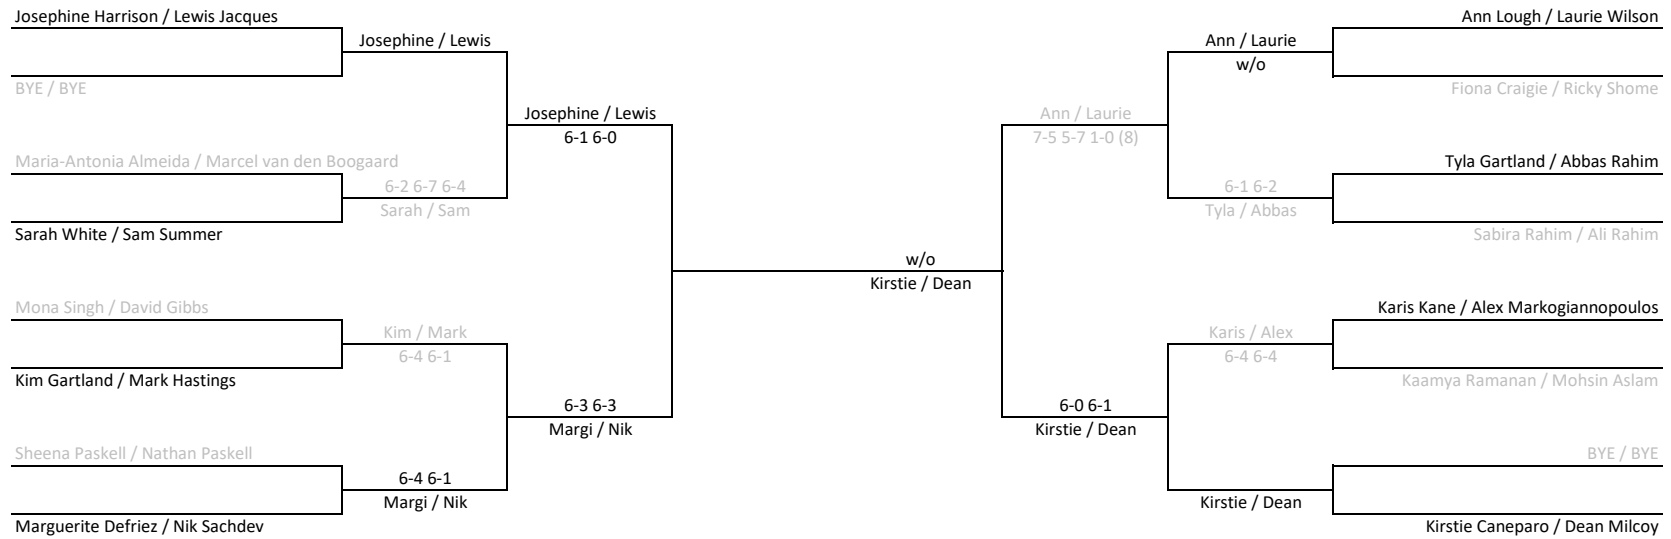 Josephine Harrison / Lewis Jacques
Josephine / Lewis
BYE / BYE
Josephine / Lewis
6-1 6-0
Maria-Antonia Almeida / Marcel van den Boogaard
6-2 6-7 6-4
Sarah / Sam
Sarah White / Sam Summer
Mona Singh / David Gibbs
Kim / Mark
6-4 6-1
Kim Gartland / Mark Hastings
6-3 6-3
Margi / Nik
Sheena Paskell / Nathan Paskell
6-4 6-1
Margi / Nik
Marguerite Defriez / Nik Sachdev
w/o
Kirstie / Dean
Ann Lough / Laurie Wilson
Ann / Laurie
w/o
Fiona Craigie / Ricky Shome
Ann / Laurie
7-5 5-7 1-0 (8)
Tyla Gartland / Abbas Rahim
6-1 6-2
Tyla / Abbas
Sabira Rahim / Ali Rahim
Karis Kane / Alex Markogiannopoulos
Karis / Alex
6-4 6-4
Kaamya Ramanan / Mohsin Aslam
6-0 6-1
Kirstie / Dean
BYE / BYE
Kirstie / Dean
Kirstie Caneparo / Dean Milcoy